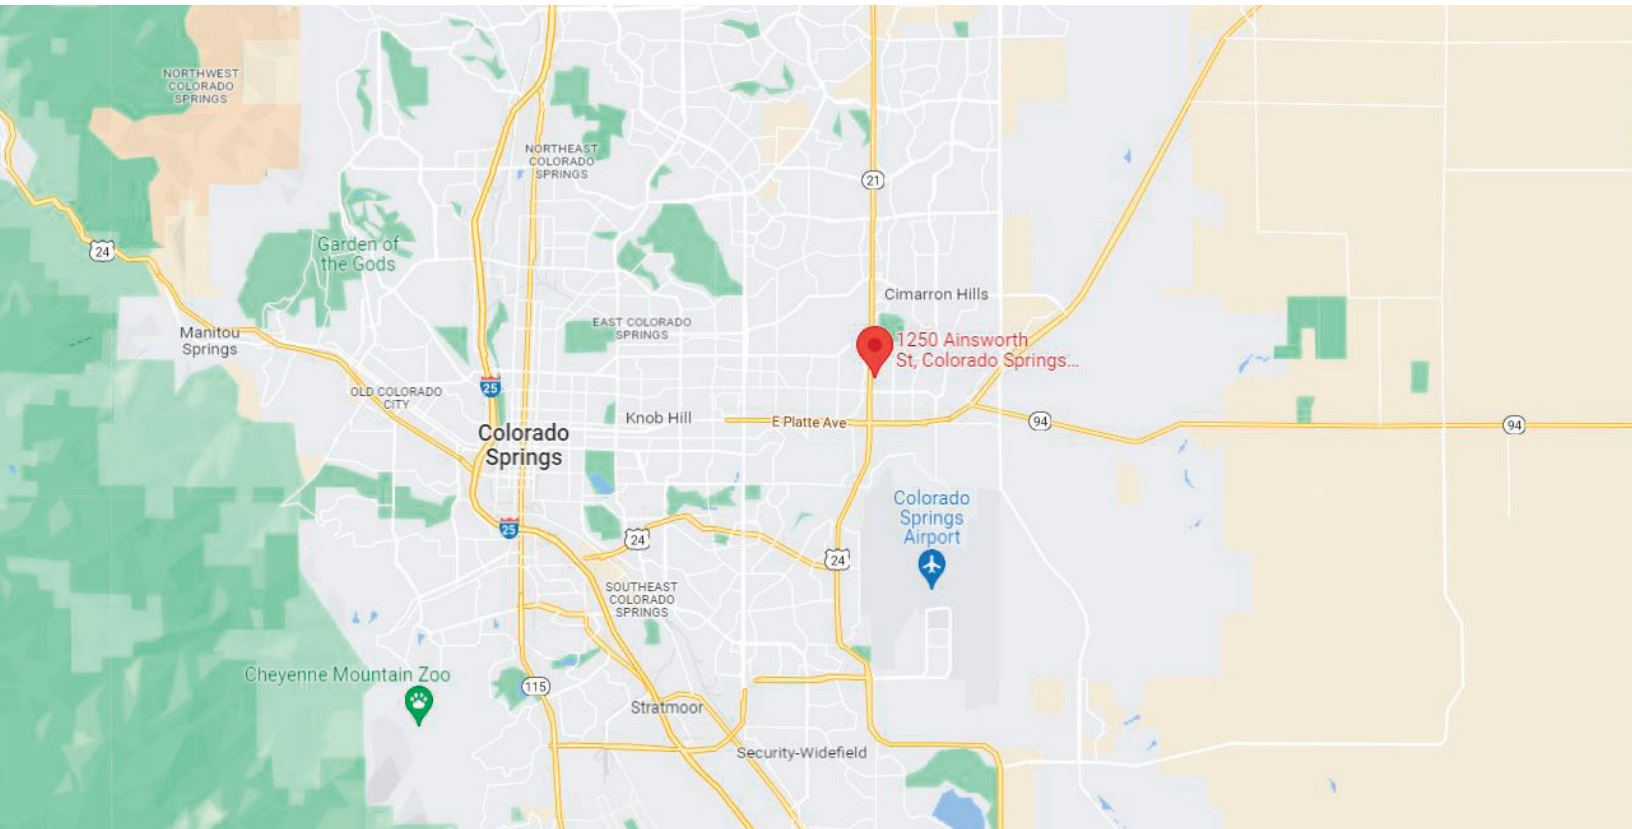 NORTHWEST
COLORADO
SPRINGS
NORTHEAST
COLORADO
SPRINGS
21
24
Garden of
the Gods
Cimarron Hills
EAST COLORADO
SPRINGS
Manitou
Springs
1250 Ainsworth
St, Colorado Springs...
25
OLD COLORADO
CITY
Knob Hill
E Platte Ave
94
94
Colorado
Springs
Colorado
Springs
Airport
25
24
24
SOUTHEAST
COLORADO
SPRINGS
Cheyenne Mountain Zoo
115
Stratmoor
Security-Widefield